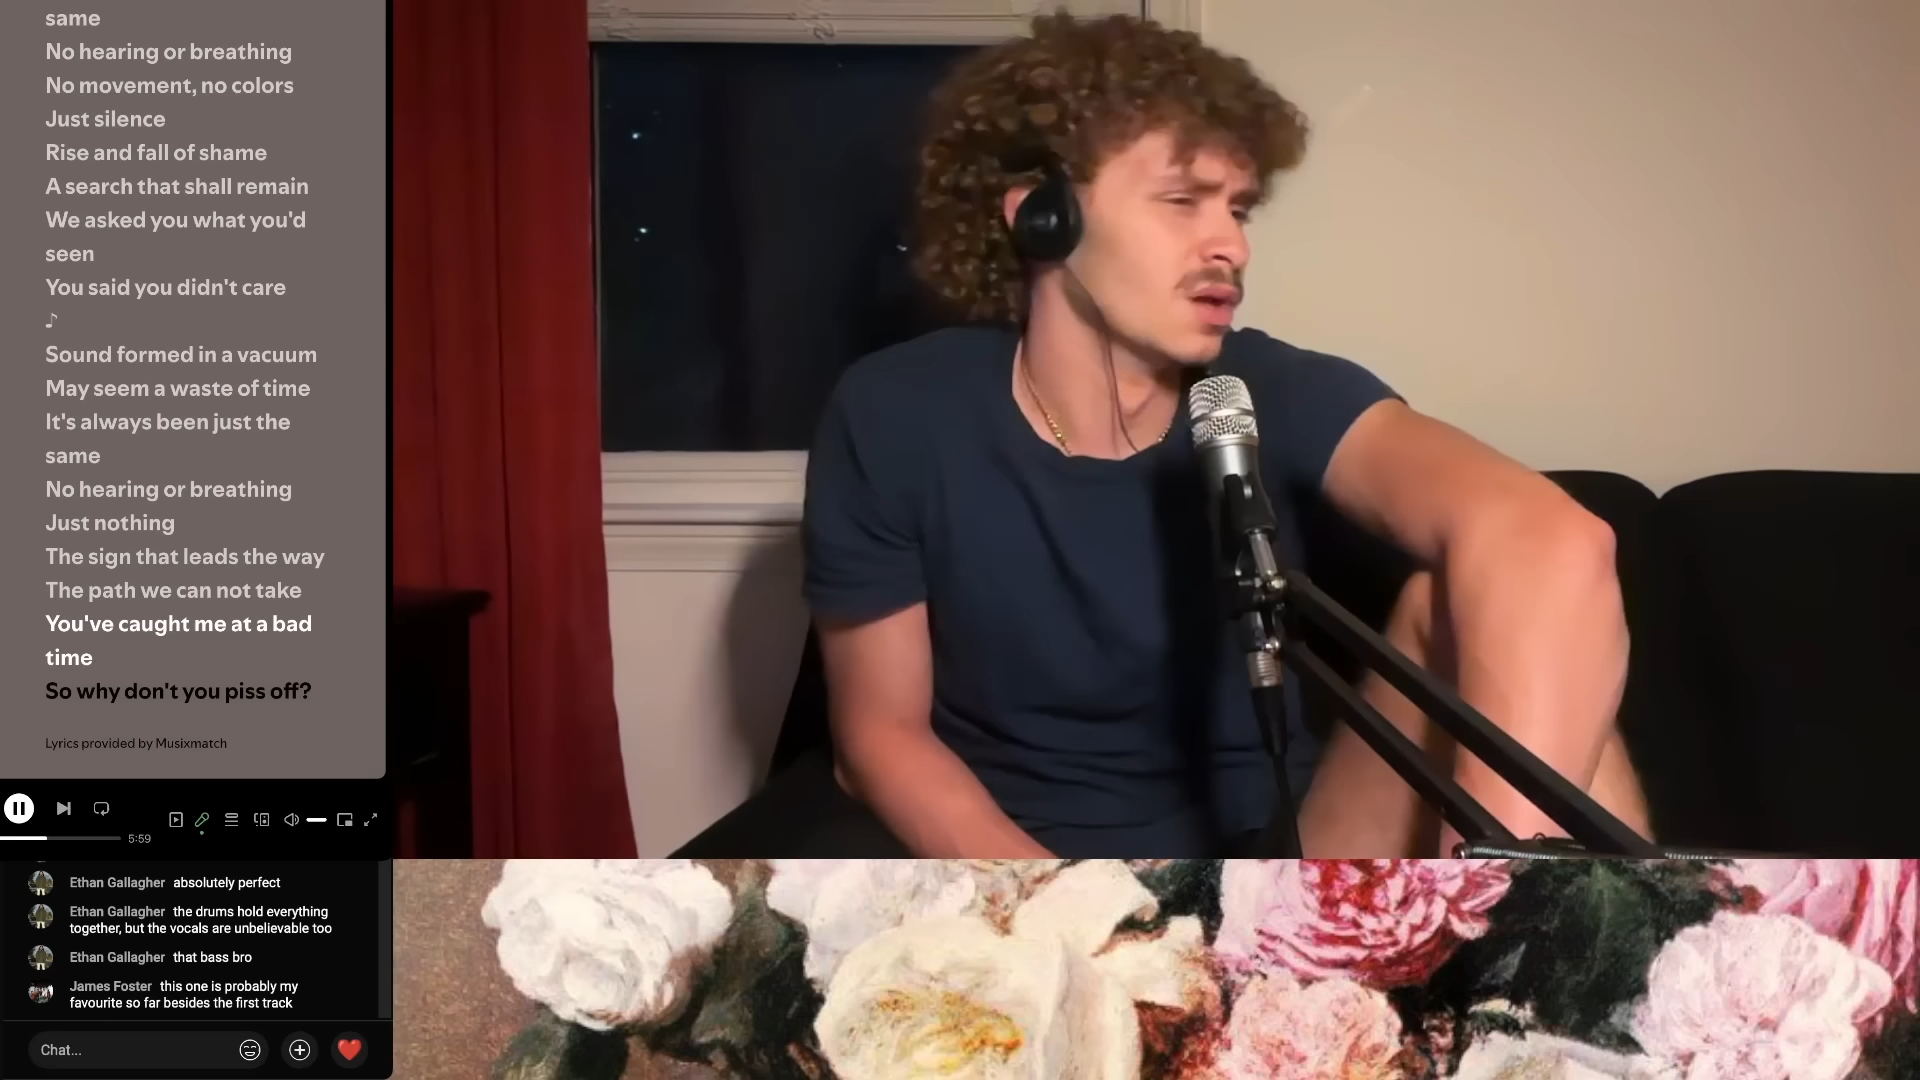 same
No hearing or breathing
No movement, no colors
Just silence
Rise and fall of shame
A search that shall remain
We asked you what you'd
seen
You said you didn't care
♪
Sound formed in a vacuum
May seem a waste of time
It's always been just the
same
No hearing or breathing
Just nothing
The sign that leads the way
The path we can not take
You've caught me at a bad
time
So why don't you piss off?
Lyrics provided by Musixmatch
5:59
Ethan Gallagher absolutely perfect
Ethan Gallagher the drums hold everything
together, but the vocals are unbelievable too
Ethan Gallagher that bass bro
James Foster this one is probably my
favourite so far besides the first track
Chat...